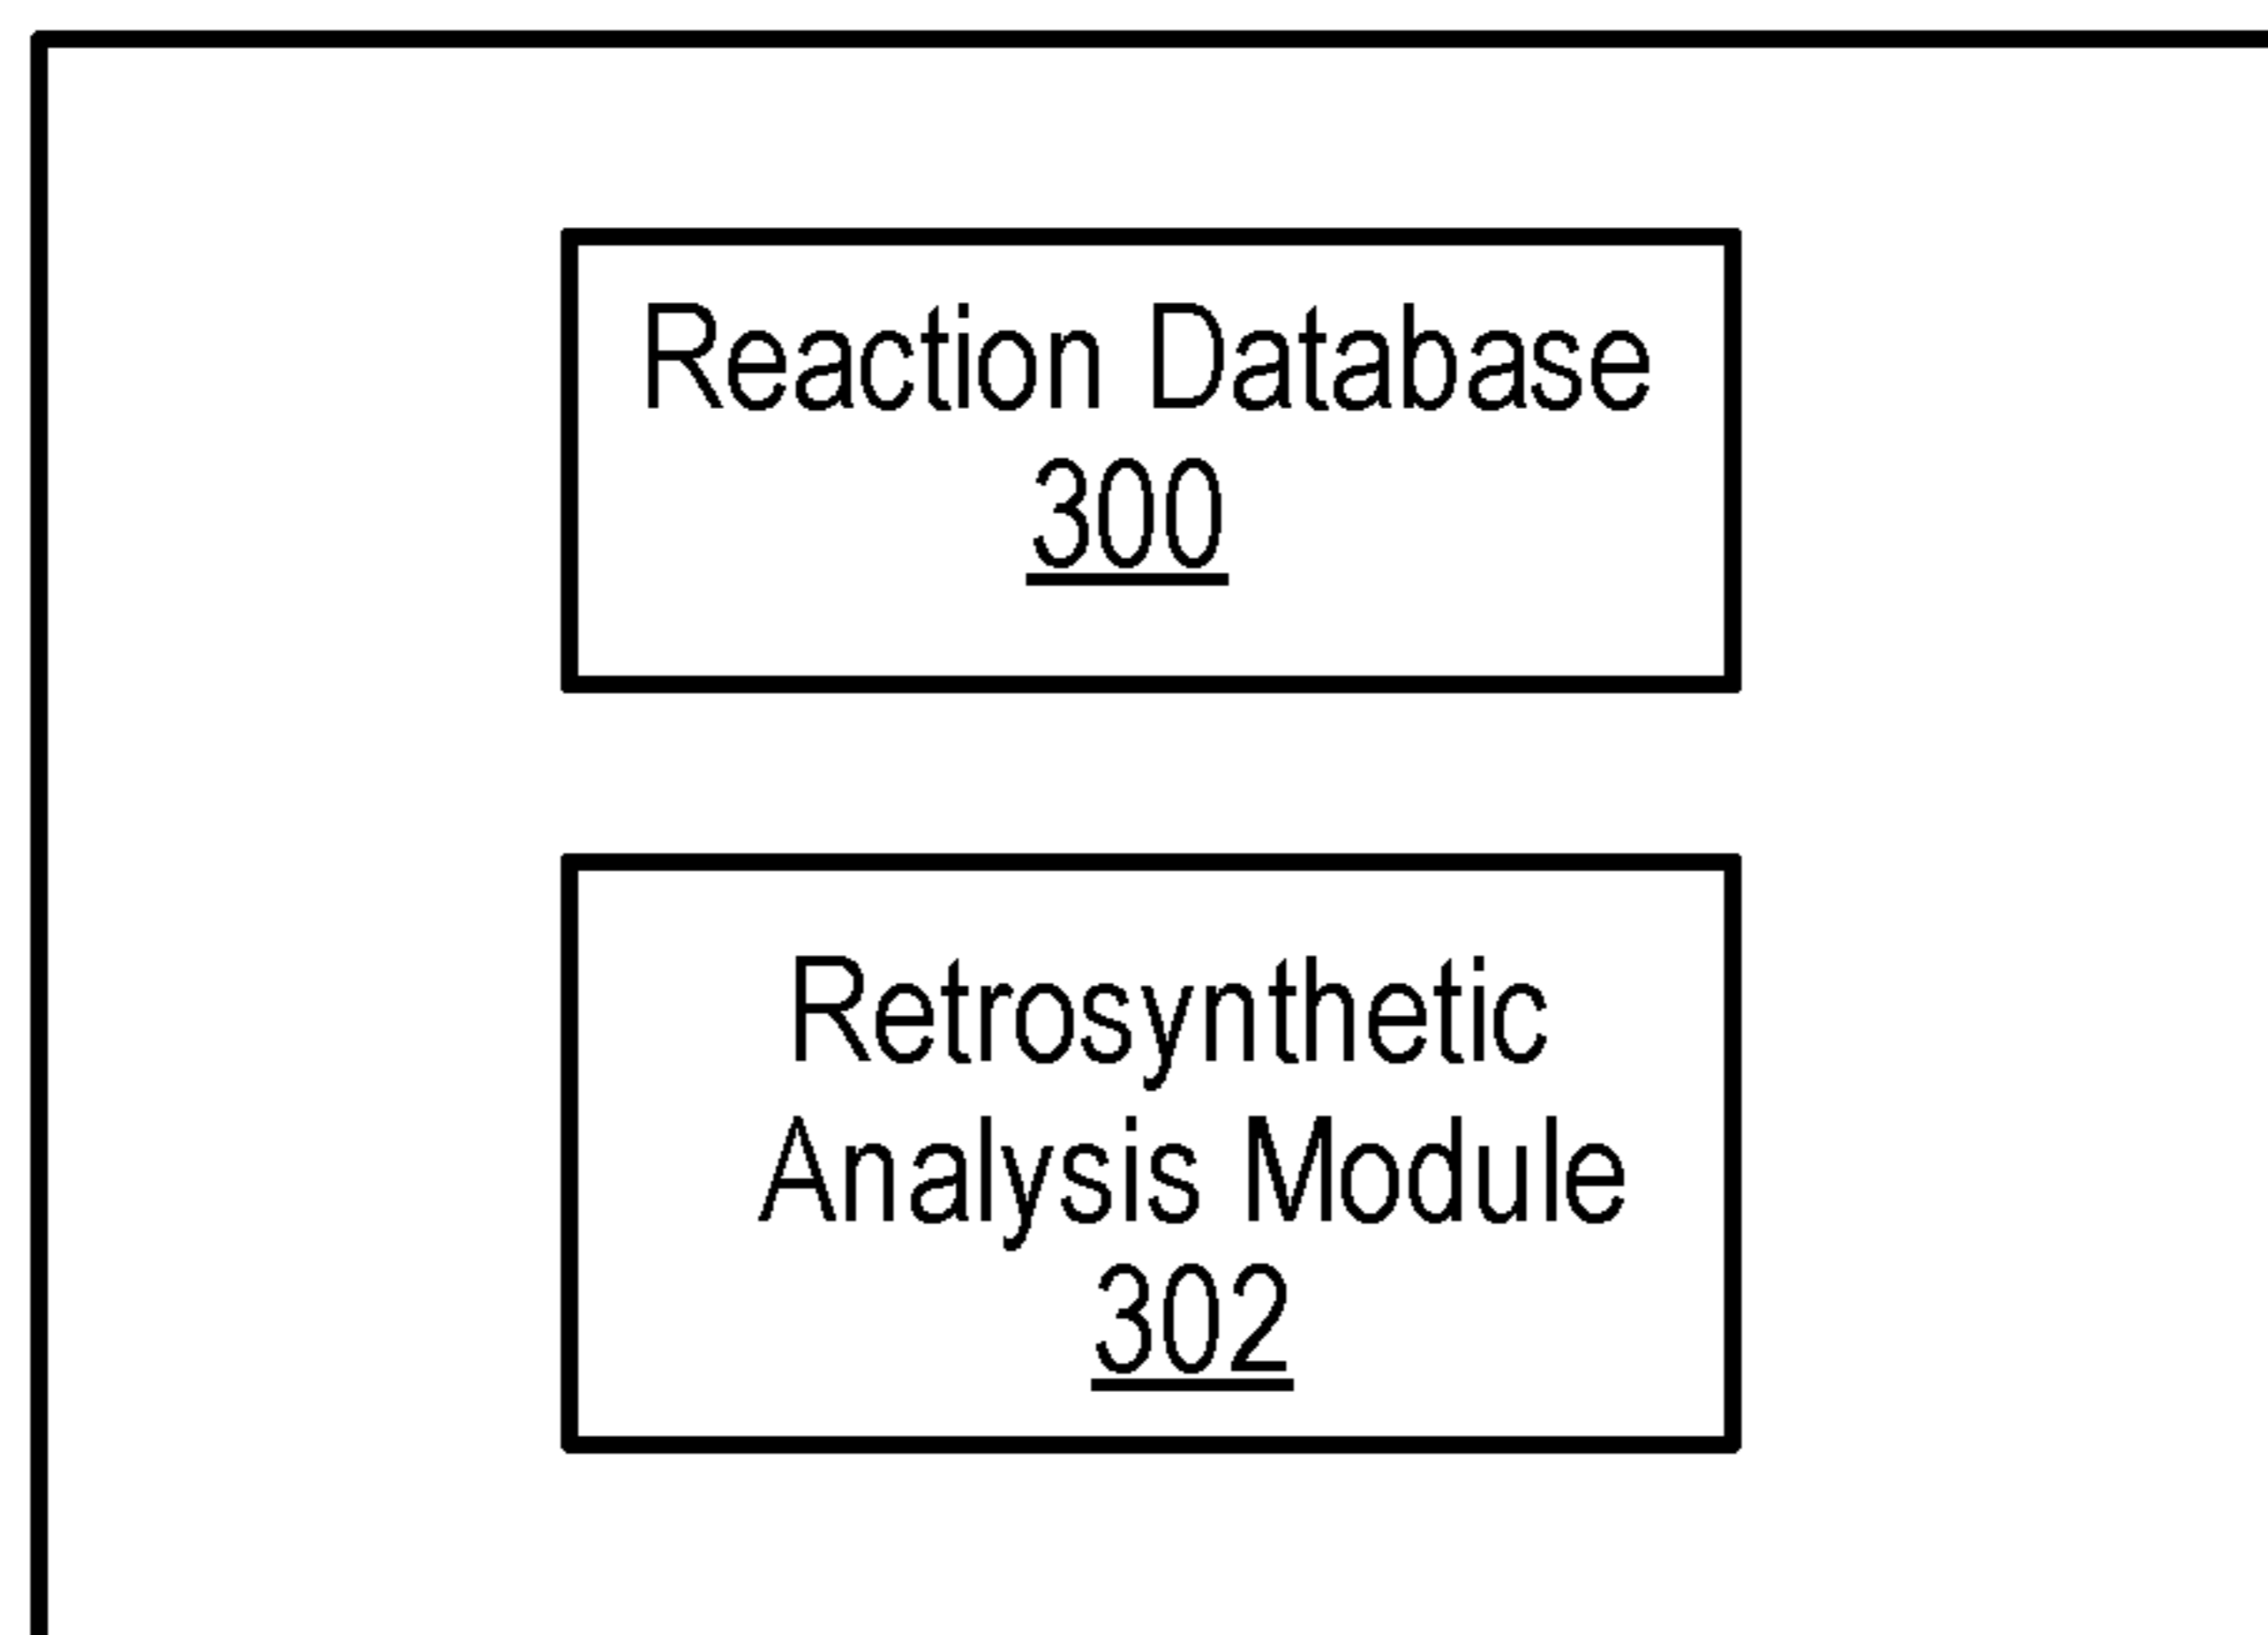 Reaction Database
300
Retrosynthetic
Analysis Module
302